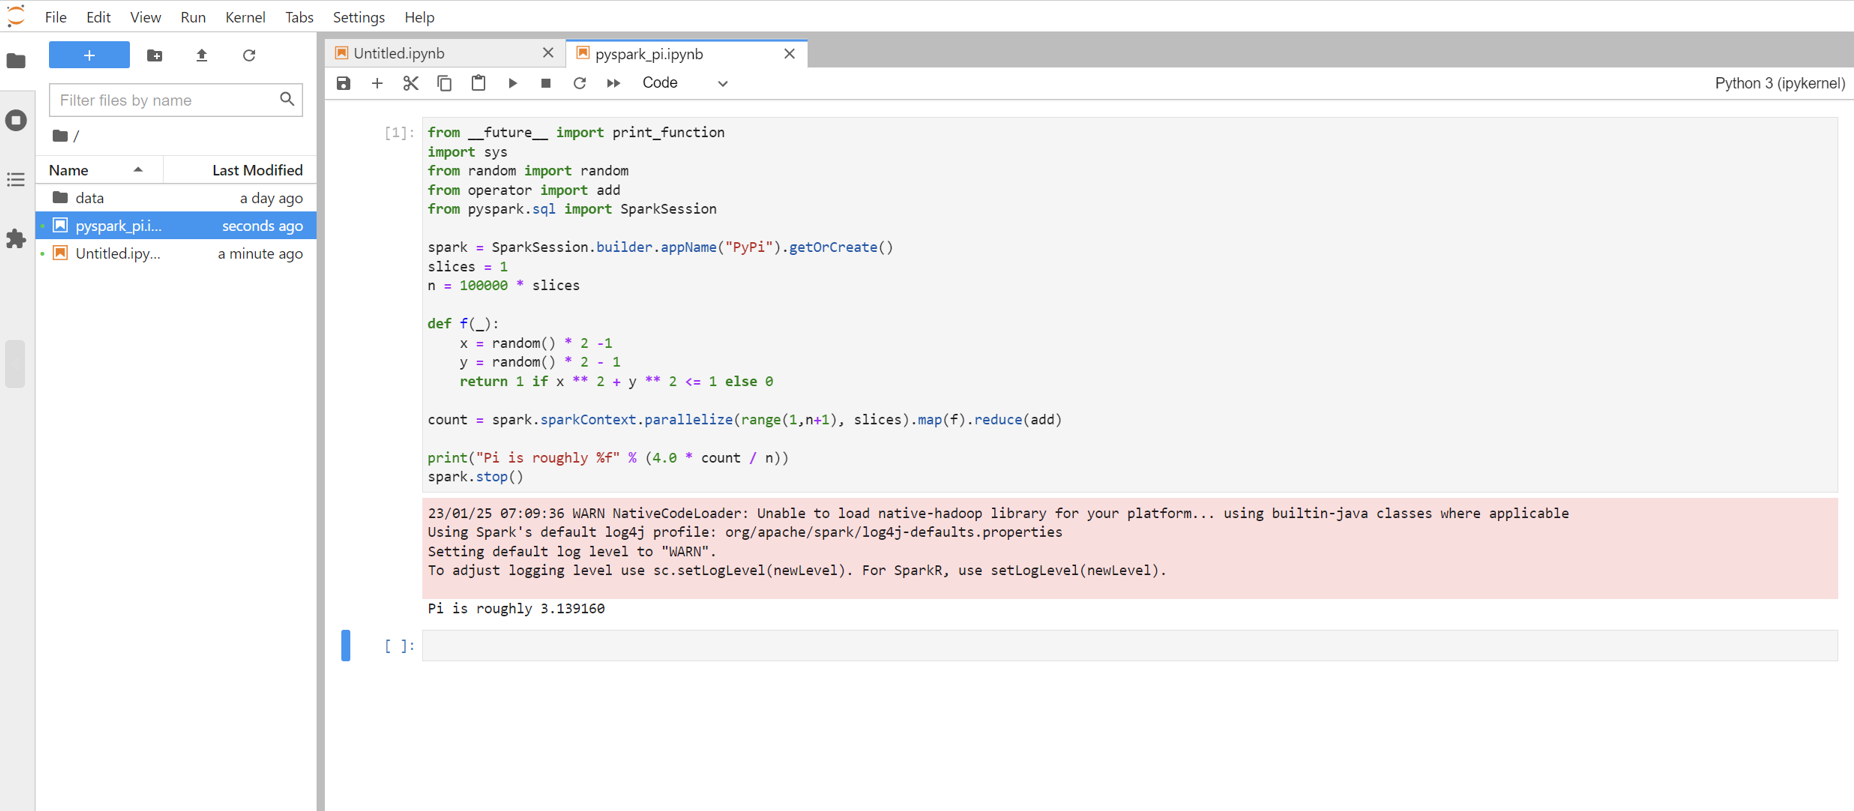 File Edit View Run Kernel Tabs Settings Help
Filter files by name
/
Name Last Modified
data a day ago
pyspark_pi.i... seconds ago
Untitled.ipy... a minute ago
Untitled.ipynb
pyspark_pi.ipynb
Code
Python 3 (ipykernel)
[1]:
from __future__ import print_function
import sys
from random import random
from operator import add
from pyspark.sql import SparkSession
spark = SparkSession.builder.appName("PyPi").getOrCreate()
slices = 1
n = 100000 * slices
def f(_):
    x = random() * 2 -1
    y = random() * 2 - 1
    return 1 if x ** 2 + y ** 2 <= 1 else 0
count = spark.sparkContext.parallelize(range(1,n+1), slices).map(f).reduce(add)
print("Pi is roughly %f" % (4.0 * count / n))
spark.stop()
23/01/25 07:09:36 WARN NativeCodeLoader: Unable to load native-hadoop library for your platform... using builtin-java classes where applicable
Using Spark's default log4j profile: org/apache/spark/log4j-defaults.properties
Setting default log level to "WARN".
To adjust logging level use sc.setLogLevel(newLevel). For SparkR, use setLogLevel(newLevel).
Pi is roughly 3.139160
[ ]: